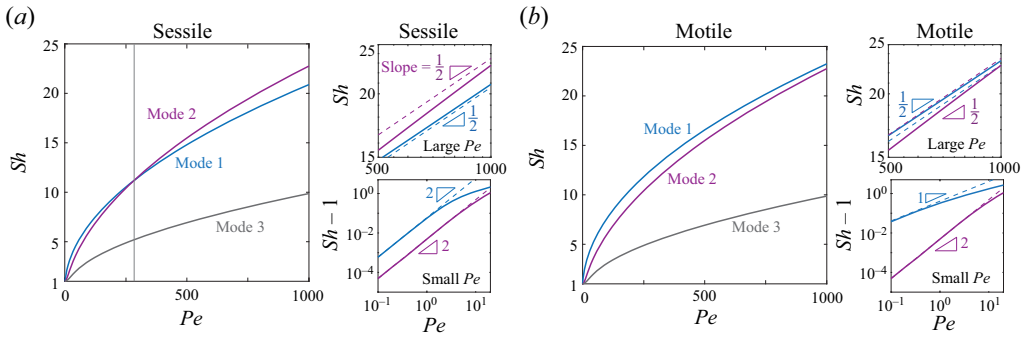 (a)
Sessile
25
20
15
10
5
1
Sh
Mode 2
Mode 1
Mode 3
0
500
1000
Pe
Sessile
25
Sh
15
Slope = 1/2
1/2
Large Pe
500
1000
10^0
10^−2
10^−4
Sh − 1
2
2
Small Pe
10^−1
10^0
10^1
Pe
(b)
Motile
25
20
15
10
5
1
Sh
Mode 1
Mode 2
Mode 3
0
500
1000
Pe
Motile
25
Sh
15
1/2
1/2
Large Pe
500
1000
10^0
10^−2
10^−4
Sh − 1
1
2
Small Pe
10^−1
10^0
10^1
Pe